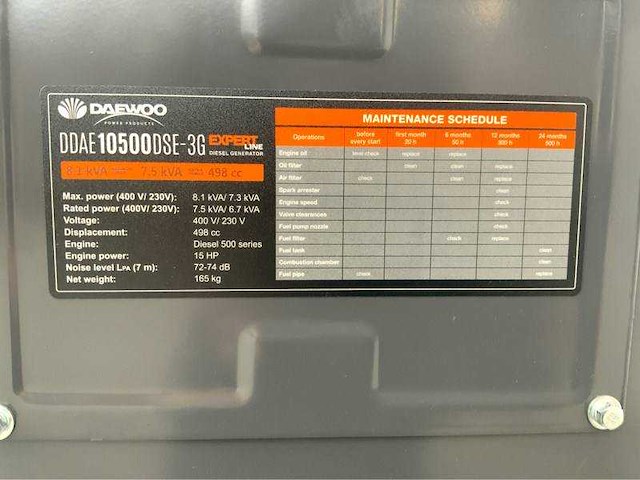 DAEWOO
POWER PRODUCTS
DDAE10500DSE-3G EXPERT LINE
DIESEL GENERATOR
8.1 kVA 7.5 kVA 498 cc
Max. power (400 V/ 230V): 8.1 kVA/ 7.3 kVA
Rated power (400V/ 230V): 7.5 kVA/ 6.7 kVA
Voltage: 400 V/ 230 V
Displacement: 498 cc
Engine: Diesel 500 series
Engine power: 15 HP
Noise level LPA (7 m): 72-74 dB
Net weight: 165 kg
MAINTENANCE SCHEDULE
Operations before every start first month 20 h 6 months 50 h 12 months 24 months 500 h
Engine oil level check replace replace
Oil filter clean clean replace
Air filter check check replace
Spark arrester clean
Engine speed check
Valve clearances check
Fuel pump nozzle check
Fuel filter check replace
Fuel tank clean
Combustion chamber clean
Fuel pipe check replace